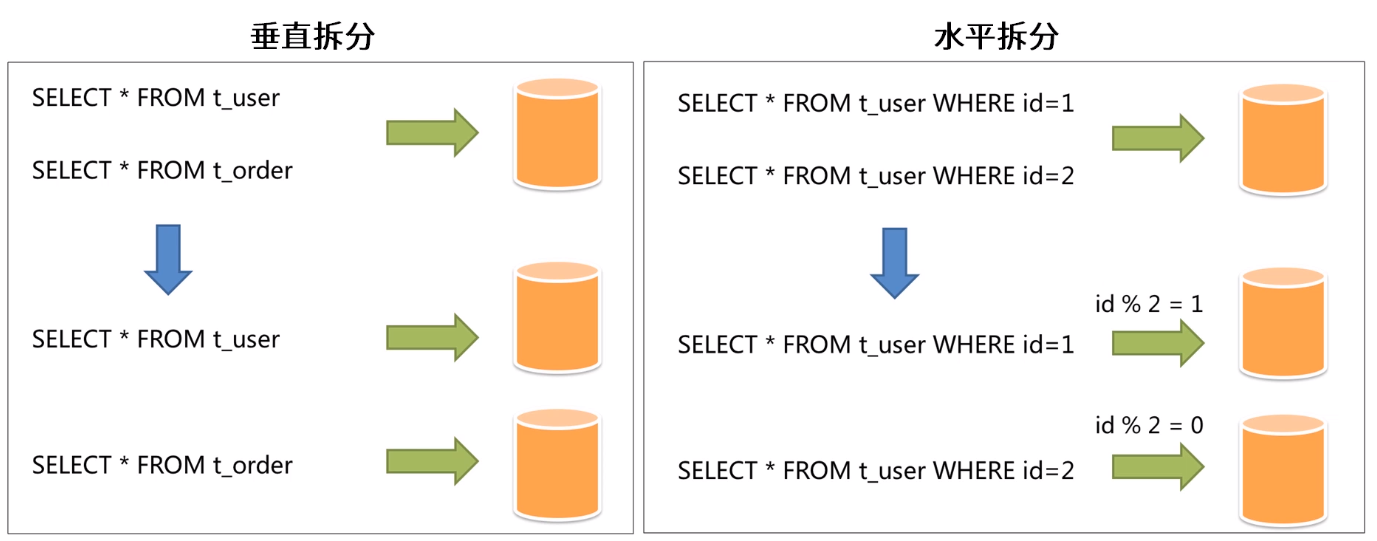 垂直拆分
SELECT * FROM t_user
SELECT * FROM t_order
SELECT * FROM t_user
SELECT * FROM t_order
水平拆分
SELECT * FROM t_user WHERE id=1
SELECT * FROM t_user WHERE id=2
id % 2 = 1
SELECT * FROM t_user WHERE id=1
id % 2 = 0
SELECT * FROM t_user WHERE id=2